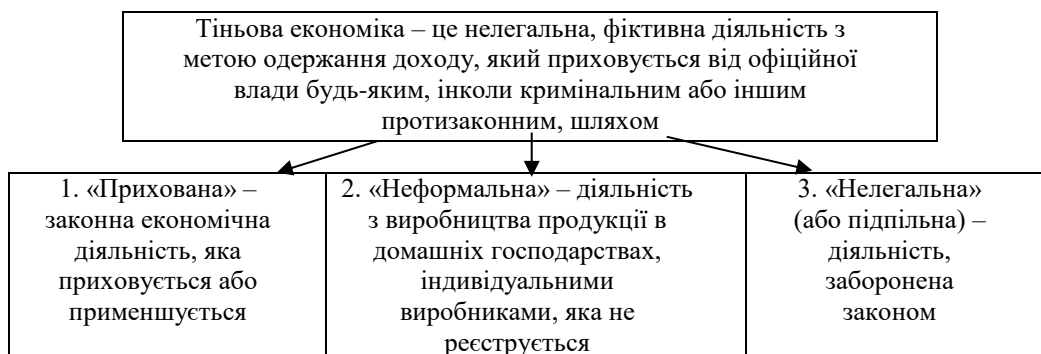 Тіньова економіка – це нелегальна, фіктивна діяльність з
метою одержання доходу, який приховується від офіційної
влади будь-яким, інколи кримінальним або іншим
протизаконним, шляхом
1. «Прихована» –
законна економічна
діяльність, яка
приховується або
применшується
2. «Неформальна» – діяльність
з виробництва продукції в
домашніх господарствах,
індивідуальними
виробниками, яка не
реєструється
3. «Нелегальна»
(або підпільна) –
діяльність,
заборонена
законом